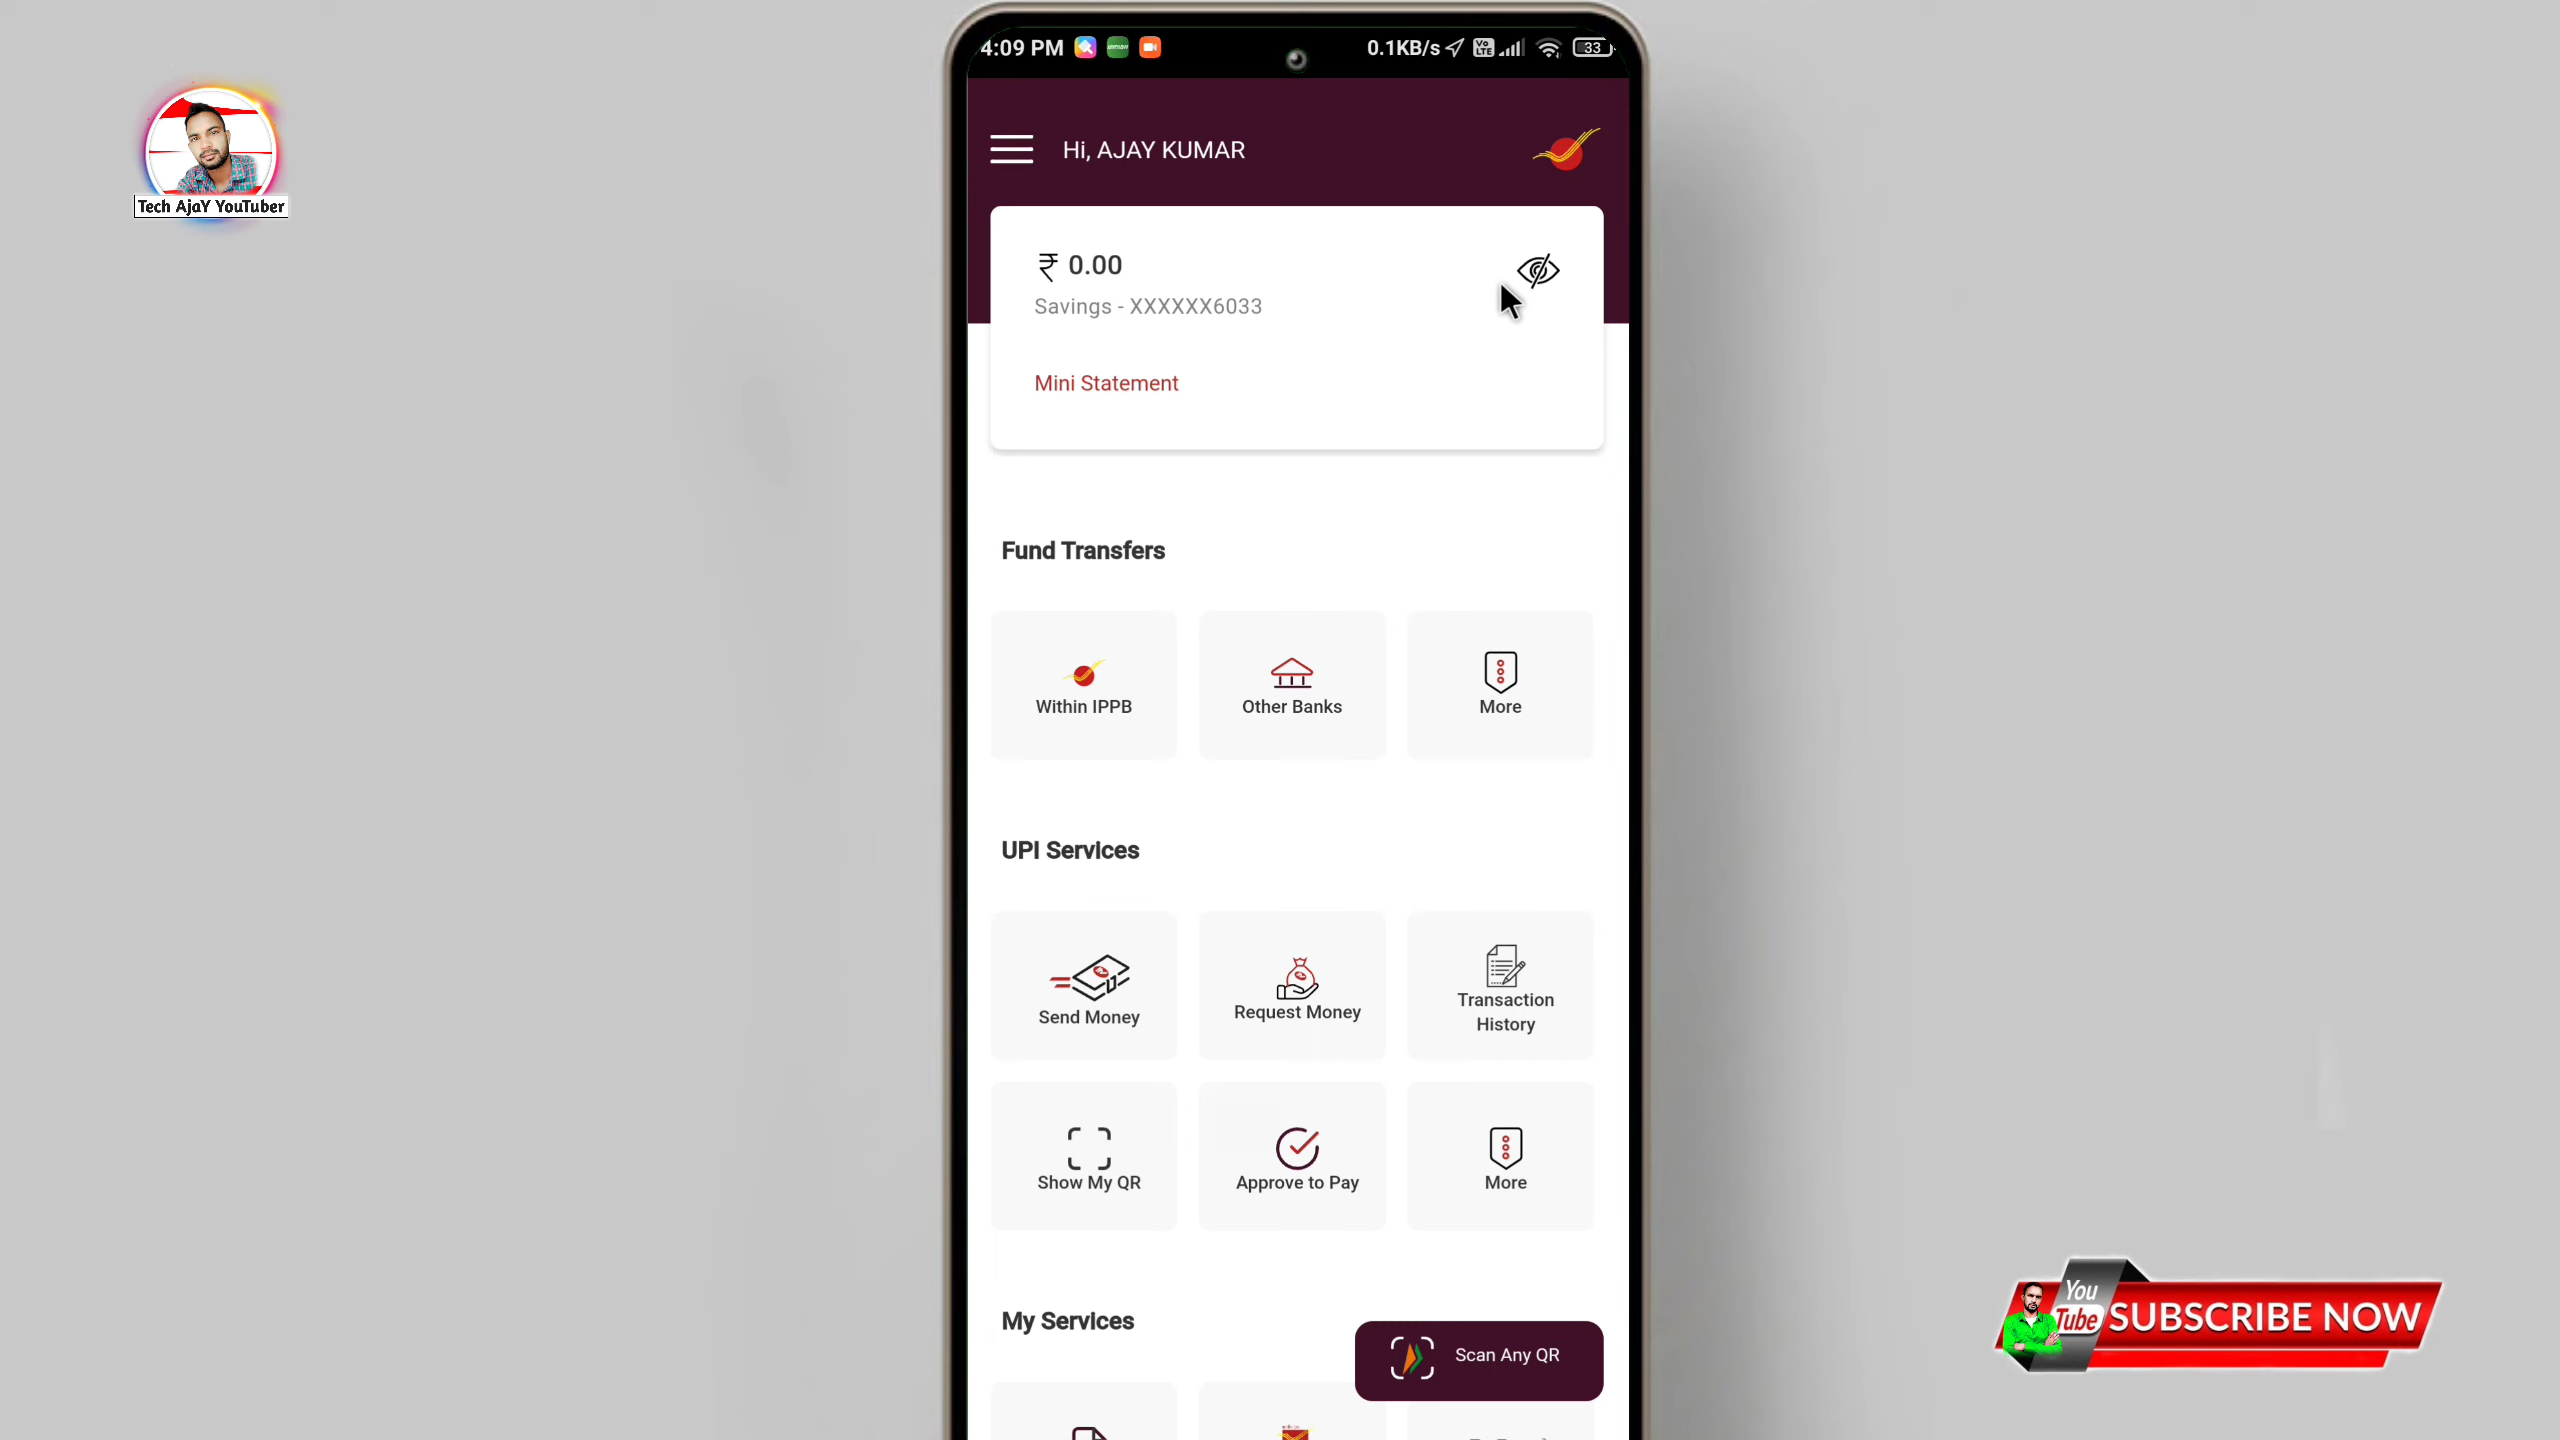 4:09 PM
0.1KB/s
Vo
LTE
33
Tech AjaY YouTuber
Hi, AJAY KUMAR
₹ 0.00
Savings - XXXXXX6033
Mini Statement
Fund Transfers
Within IPPB
Other Banks
More
UPI Services
Send Money
Request Money
Transaction
History
Show My QR
Approve to Pay
More
My Services
Scan Any QR
You
Tube
SUBSCRIBE NOW